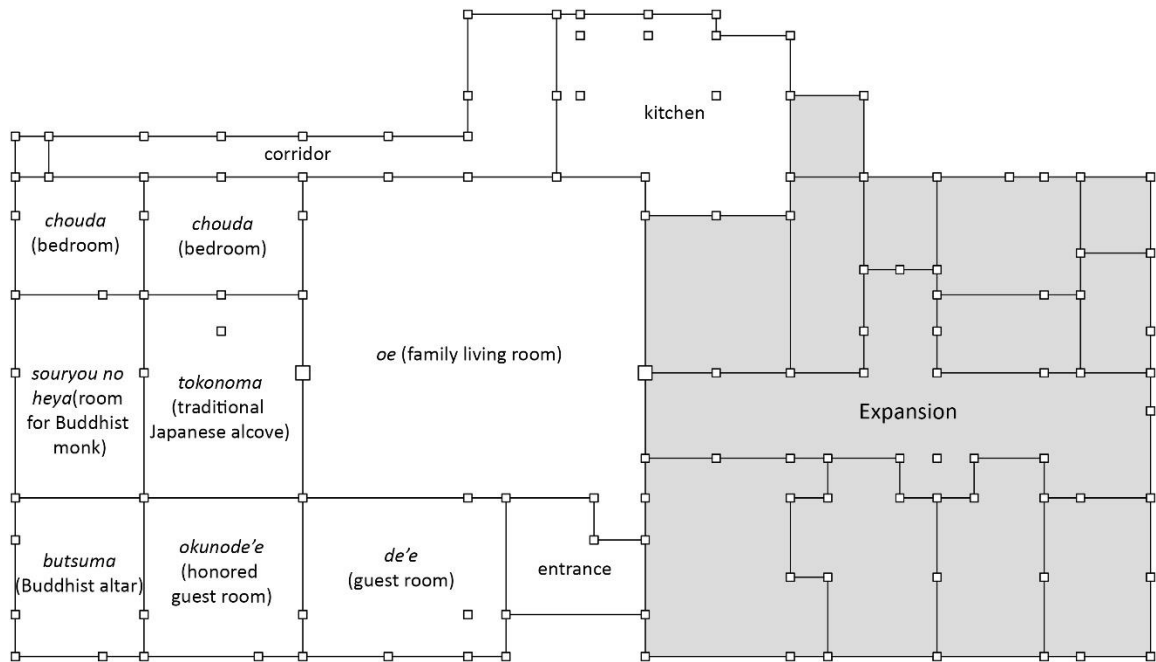 kitchen
corridor
chouda
(bedroom)
chouda
(bedroom)
oe (family living room)
souryou no
heya(room
for Buddhist
monk)
tokonoma
(traditional
Japanese alcove)
Expansion
butsuma
(Buddhist altar)
okunode’e
(honored
guest room)
de’e
(guest room)
entrance